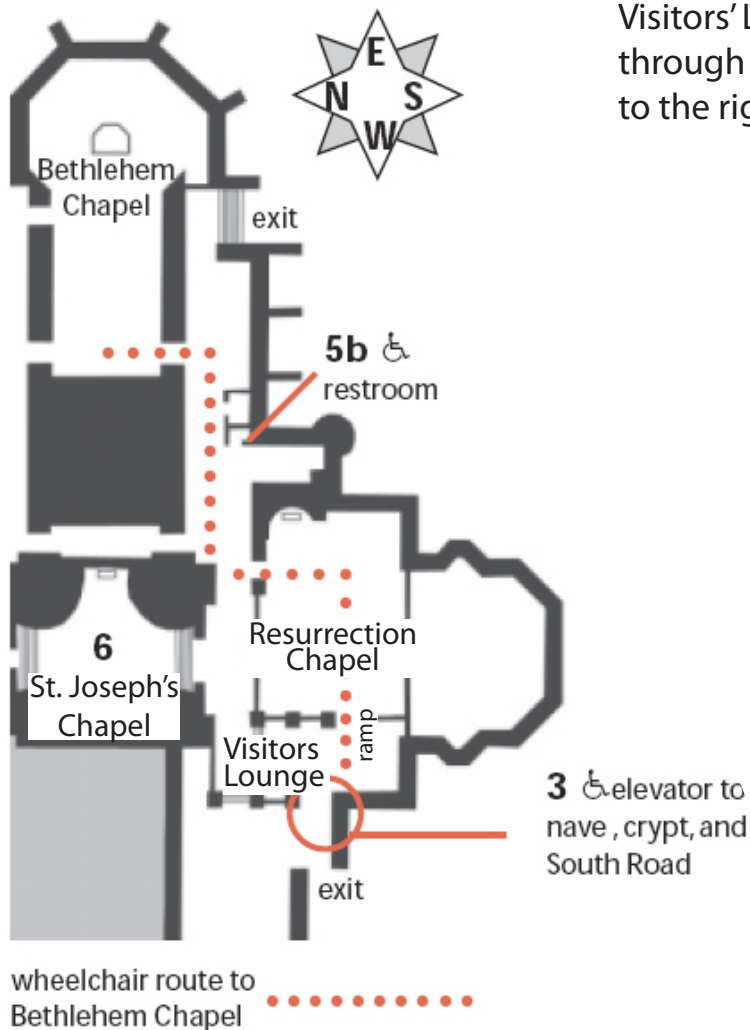 Visitors' L
through
to the rig
E
N S
W
Bethlehem
Chapel
exit
5b
restroom
Resurrection
Chapel
6
St. Joseph's
Chapel
Visitors
Lounge
ramp
3 elevator to
nave , crypt, and
South Road
exit
wheelchair route to
Bethlehem Chapel